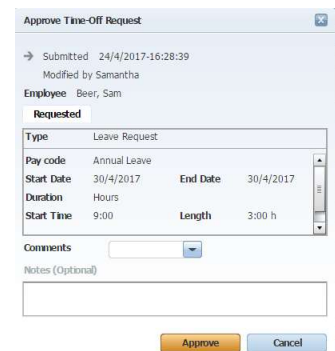 Approve Time-Off Request
Submitted 24/4/2017-16:28:39
Modified by Samantha
Employee Beer, Sam
Requested
Type Leave Request
Pay code Annual Leave
Start Date 30/4/2017 End Date 30/4/2017
Duration Hours
Start Time 9:00 Length 3:00 h
Comments
Notes (Optional)
Approve Cancel